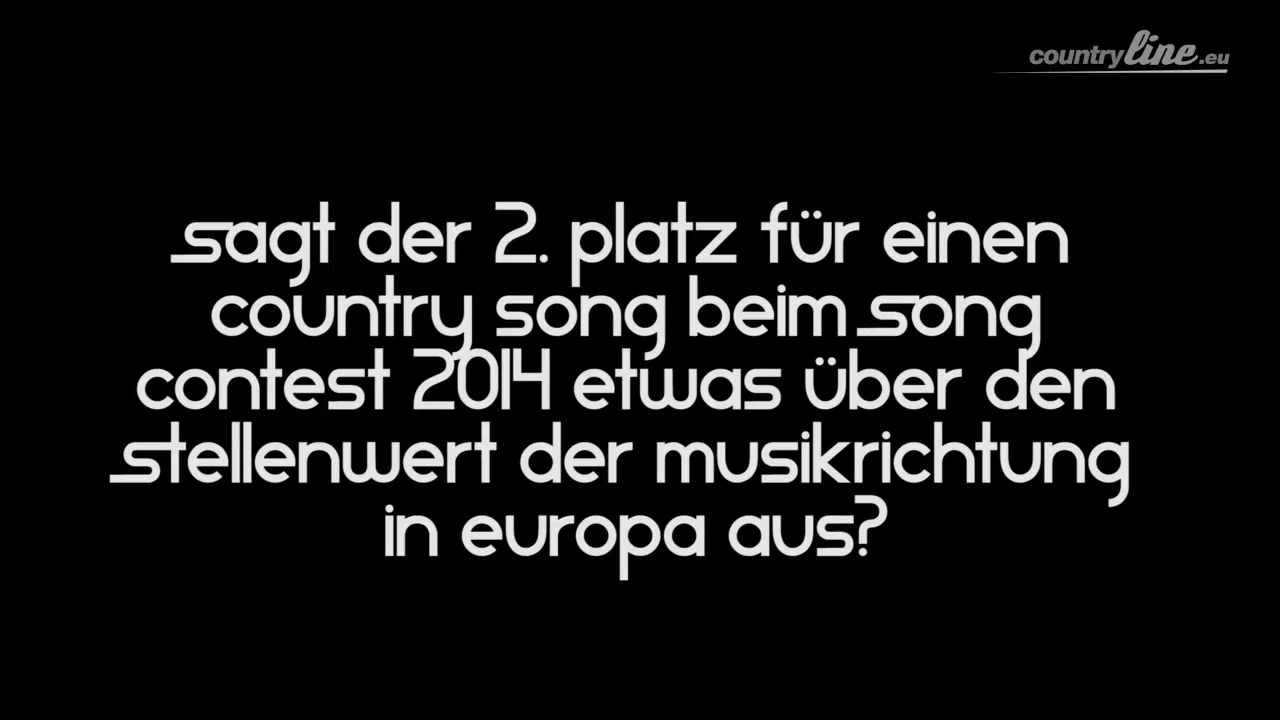 countryline.eu
sagt der 2. platz für einen
country song beim song
contest 2014 etwas über den
stellenwert der musikrichtung
in europa aus?